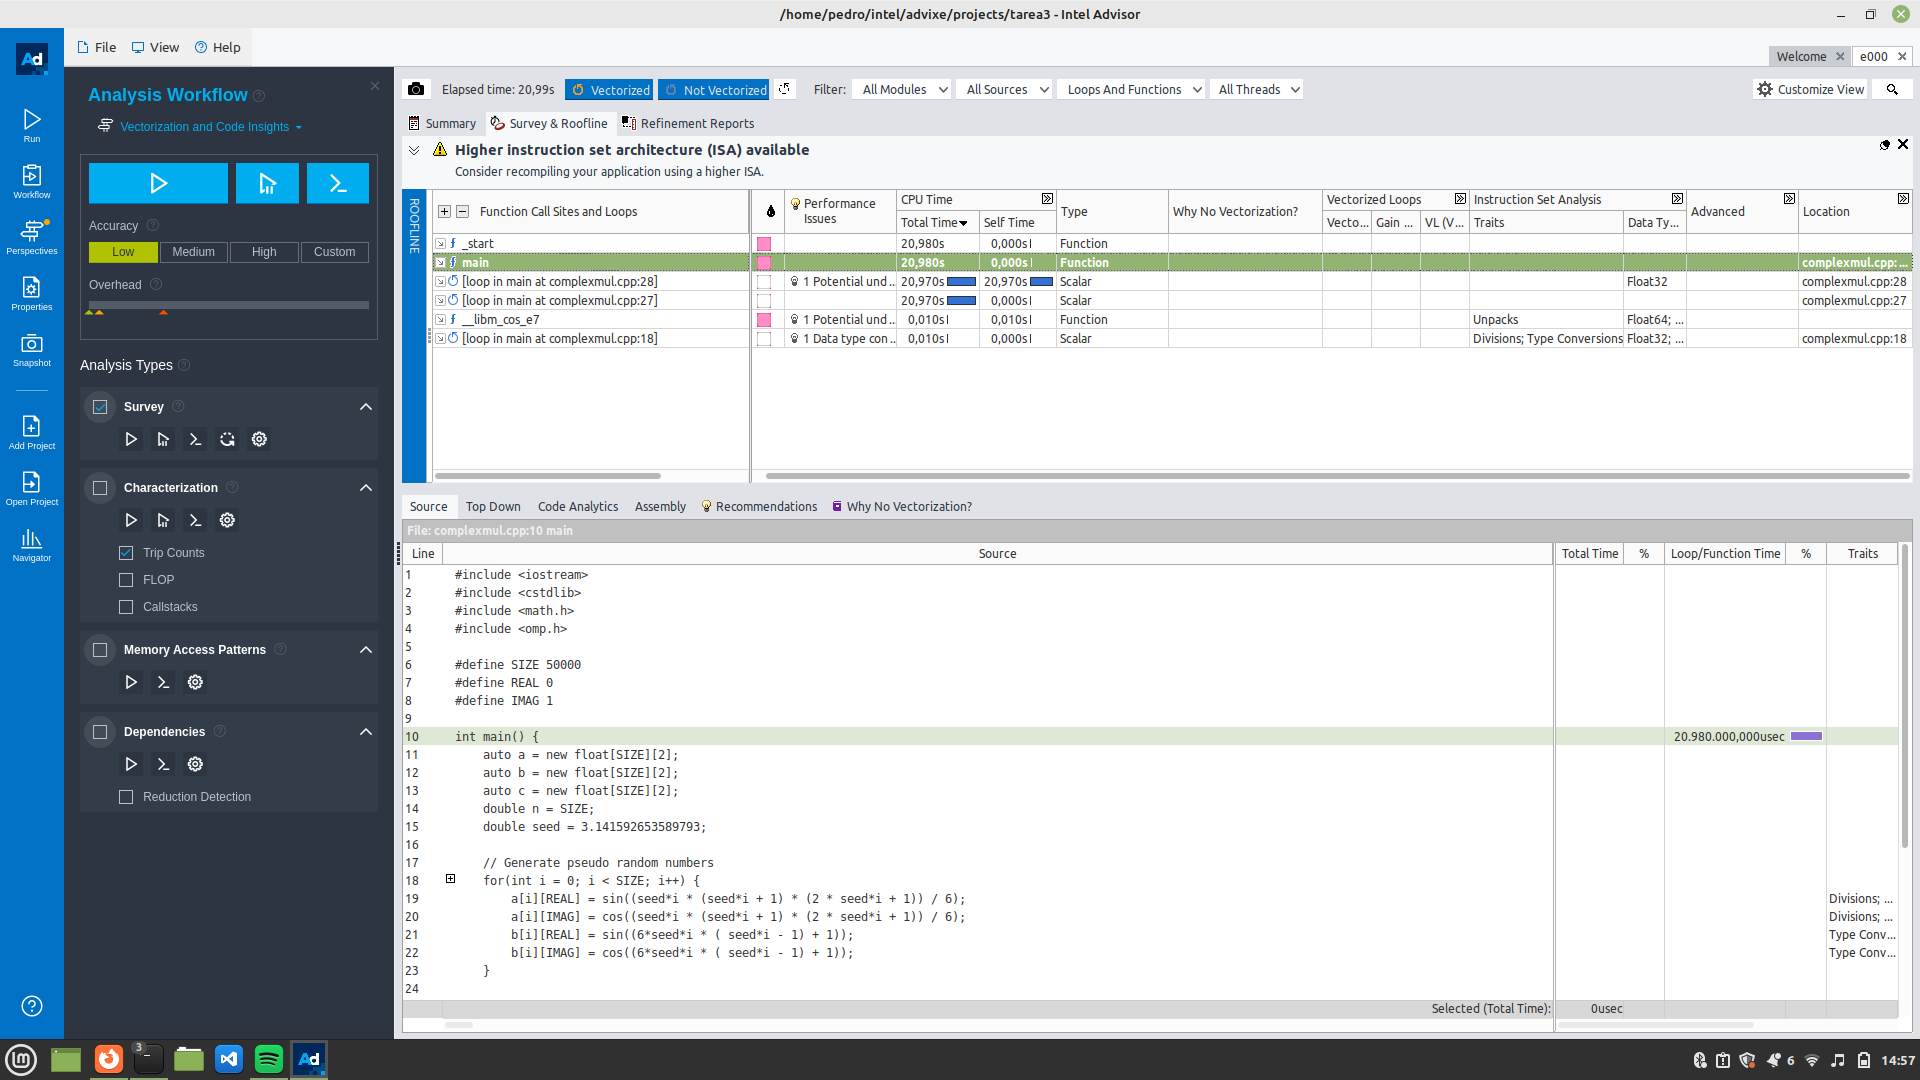 /home/pedro/intel/advixe/projects/tarea3 - Intel Advisor
File View Help
Welcome e000
Ad
Run
Workflow
Perspectives
Properties
Snapshot
Add Project
Open Project
Navigator
Analysis Workflow
Vectorization and Code Insights
Accuracy
Low Medium High Custom
Overhead
Analysis Types
Survey
Characterization
Trip Counts
FLOP
Callstacks
Memory Access Patterns
Dependencies
Reduction Detection
Elapsed time: 20,99s Vectorized Not Vectorized Filter: All Modules All Sources Loops And Functions All Threads Customize View
Summary Survey & Roofline Refinement Reports
Higher instruction set architecture (ISA) available
Consider recompiling your application using a higher ISA.
ROOFLINE
Function Call Sites and Loops Performance Issues CPU Time Type Why No Vectorization? Vectorized Loops Instruction Set Analysis Advanced Location
Total Time Self Time Vecto... Gain ... VL (V... Traits Data Ty...
_start 20,980s 0,000s Function
main 20,980s 0,000s Function complexmul.cpp:...
[loop in main at complexmul.cpp:28] 1 Potential und... 20,970s 20,970s Scalar Float32 complexmul.cpp:28
[loop in main at complexmul.cpp:27] 20,970s 0,000s Scalar complexmul.cpp:27
__libm_cos_e7 1 Potential und... 0,010s 0,010s Function Unpacks Float64; ...
[loop in main at complexmul.cpp:18] 1 Data type con... 0,010s 0,000s Scalar Divisions; Type Conversions Float32; ... complexmul.cpp:18
Source Top Down Code Analytics Assembly Recommendations Why No Vectorization?
File: complexmul.cpp:10 main
Line Source Total Time % Loop/Function Time % Traits
1 #include <iostream>
2 #include <cstdlib>
3 #include <math.h>
4 #include <omp.h>
5
6 #define SIZE 50000
7 #define REAL 0
8 #define IMAG 1
9
10 int main() { 20.980.000,000usec
11 auto a = new float[SIZE][2];
12 auto b = new float[SIZE][2];
13 auto c = new float[SIZE][2];
14 double n = SIZE;
15 double seed = 3.141592653589793;
16
17 // Generate pseudo random numbers
18 for(int i = 0; i < SIZE; i++) {
19 a[i][REAL] = sin((seed*i * (seed*i + 1) * (2 * seed*i + 1)) / 6); Divisions; ...
20 a[i][IMAG] = cos((seed*i * (seed*i + 1) * (2 * seed*i + 1)) / 6); Divisions; ...
21 b[i][REAL] = sin((6*seed*i * ( seed*i - 1) + 1)); Type Conv...
22 b[i][IMAG] = cos((6*seed*i * ( seed*i - 1) + 1)); Type Conv...
23 }
24
Selected (Total Time): 0usec
3 Ad 6 14:57